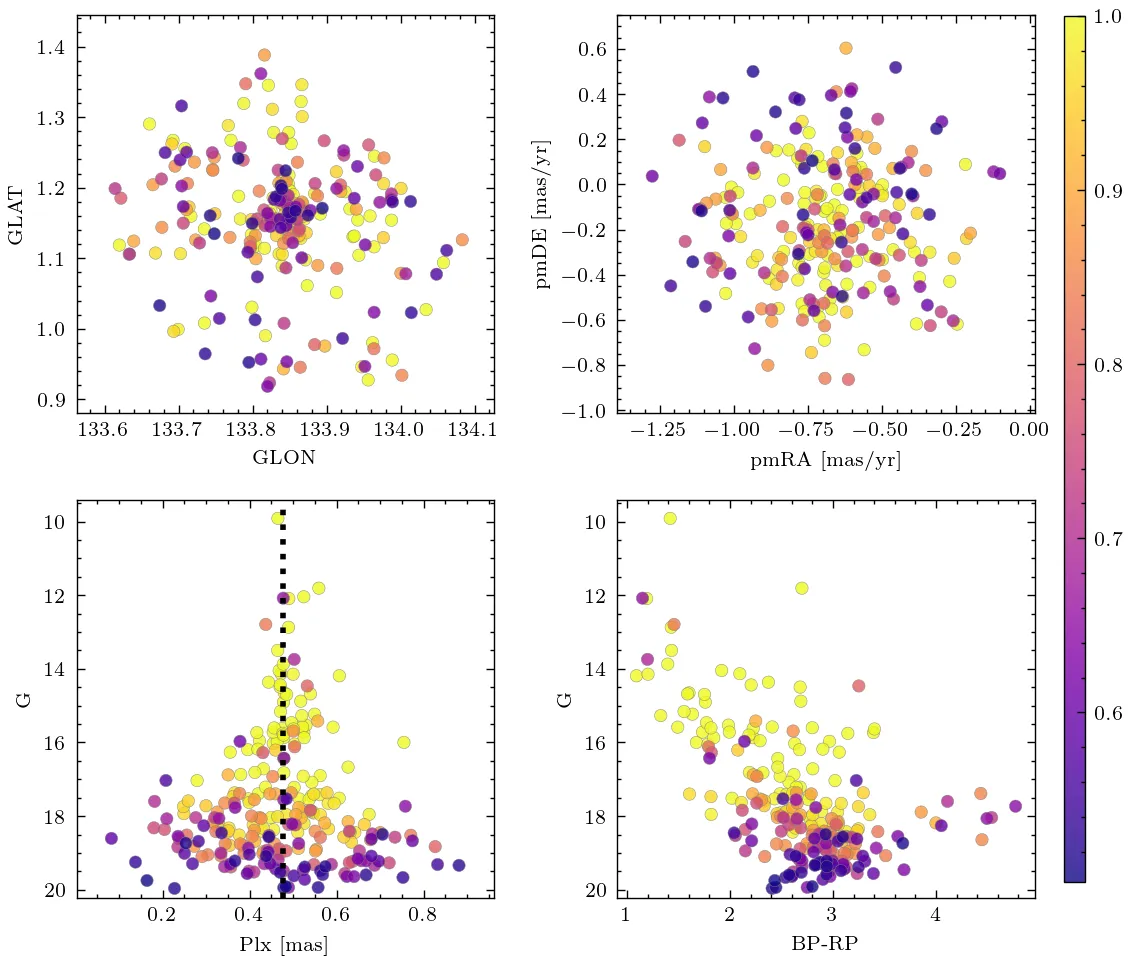 1.4
1.3
1.2
1.1
1.0
0.9
GLAT
133.6 133.7 133.8 133.9 134.0 134.1
GLON
0.6
0.4
0.2
0.0
−0.2
−0.4
−0.6
−0.8
−1.0
pmDE [mas/yr]
−1.25 −1.00 −0.75 −0.50 −0.25 0.00
pmRA [mas/yr]
1.0
0.9
0.8
0.7
0.6
10
12
14
16
18
20
G
0.2 0.4 0.6 0.8
Plx [mas]
10
12
14
16
18
20
G
1 2 3 4
BP-RP